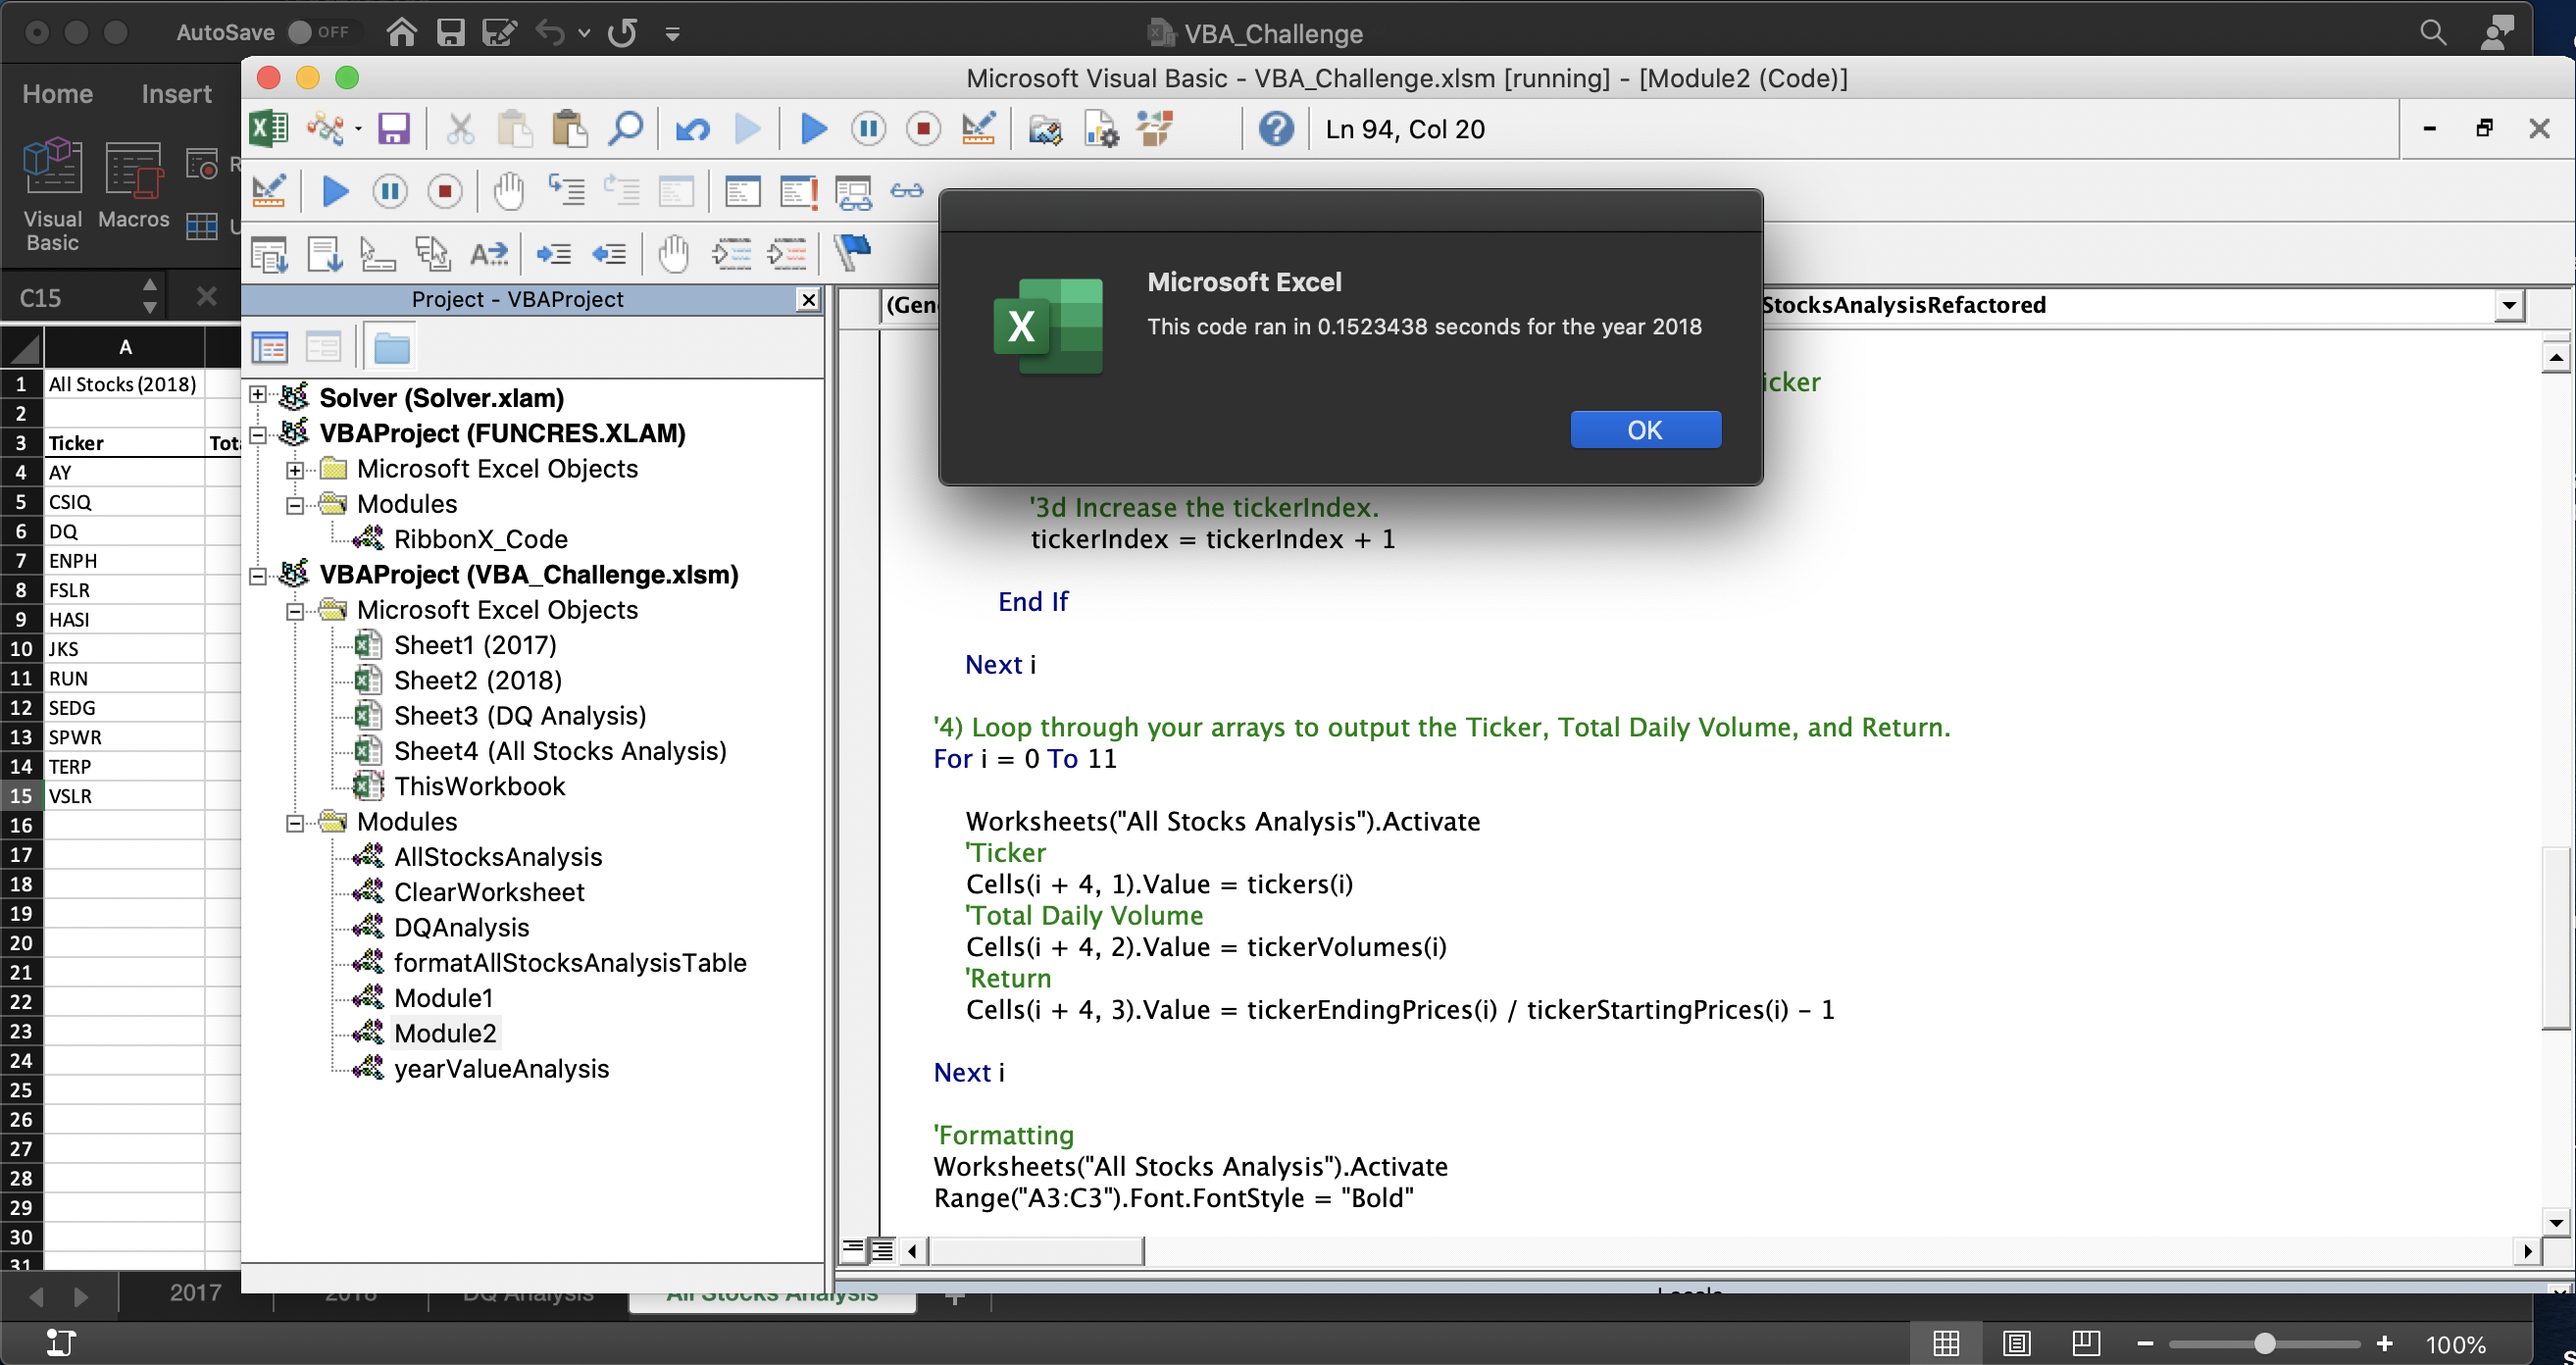 AutoSave OFF
VBA_Challenge
Home Insert
Microsoft Visual Basic - VBA_Challenge.xlsm [running] - [Module2 (Code)]
Ln 94, Col 20
Visual Basic
Macros
C15
Project - VBAProject
StocksAnalysisRefactored
Microsoft Excel
This code ran in 0.1523438 seconds for the year 2018
OK
A
1 All Stocks (2018)
2
3 Ticker
4 AY
5 CSIQ
6 DQ
7 ENPH
8 FSLR
9 HASI
10 JKS
11 RUN
12 SEDG
13 SPWR
14 TERP
15 VSLR
16
17
18
19
20
21
22
23
24
25
26
27
28
29
30
31
Solver (Solver.xlam)
VBAProject (FUNCRES.XLAM)
Microsoft Excel Objects
Modules
RibbonX_Code
VBAProject (VBA_Challenge.xlsm)
Microsoft Excel Objects
Sheet1 (2017)
Sheet2 (2018)
Sheet3 (DQ Analysis)
Sheet4 (All Stocks Analysis)
ThisWorkbook
Modules
AllStocksAnalysis
ClearWorksheet
DQAnalysis
formatAllStocksAnalysisTable
Module1
Module2
yearValueAnalysis
'3d Increase the tickerIndex.
tickerIndex = tickerIndex + 1
End If
Next i
'4) Loop through your arrays to output the Ticker, Total Daily Volume, and Return.
For i = 0 To 11
Worksheets("All Stocks Analysis").Activate
'Ticker
Cells(i + 4, 1).Value = tickers(i)
'Total Daily Volume
Cells(i + 4, 2).Value = tickerVolumes(i)
'Return
Cells(i + 4, 3).Value = tickerEndingPrices(i) / tickerStartingPrices(i) - 1
Next i
'Formatting
Worksheets("All Stocks Analysis").Activate
Range("A3:C3").Font.FontStyle = "Bold"
2017 2018 DQ Analysis All Stocks Analysis
100%